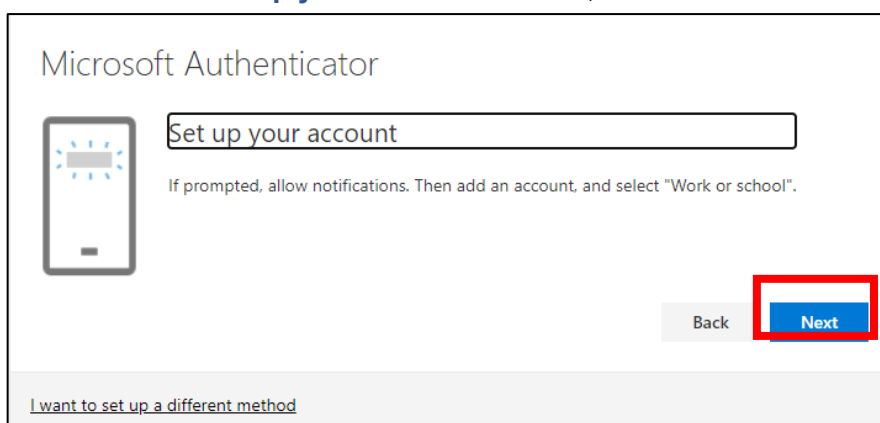 Microsoft Authenticator
Set up your account
If prompted, allow notifications. Then add an account, and select "Work or school".
Back Next
I want to set up a different method